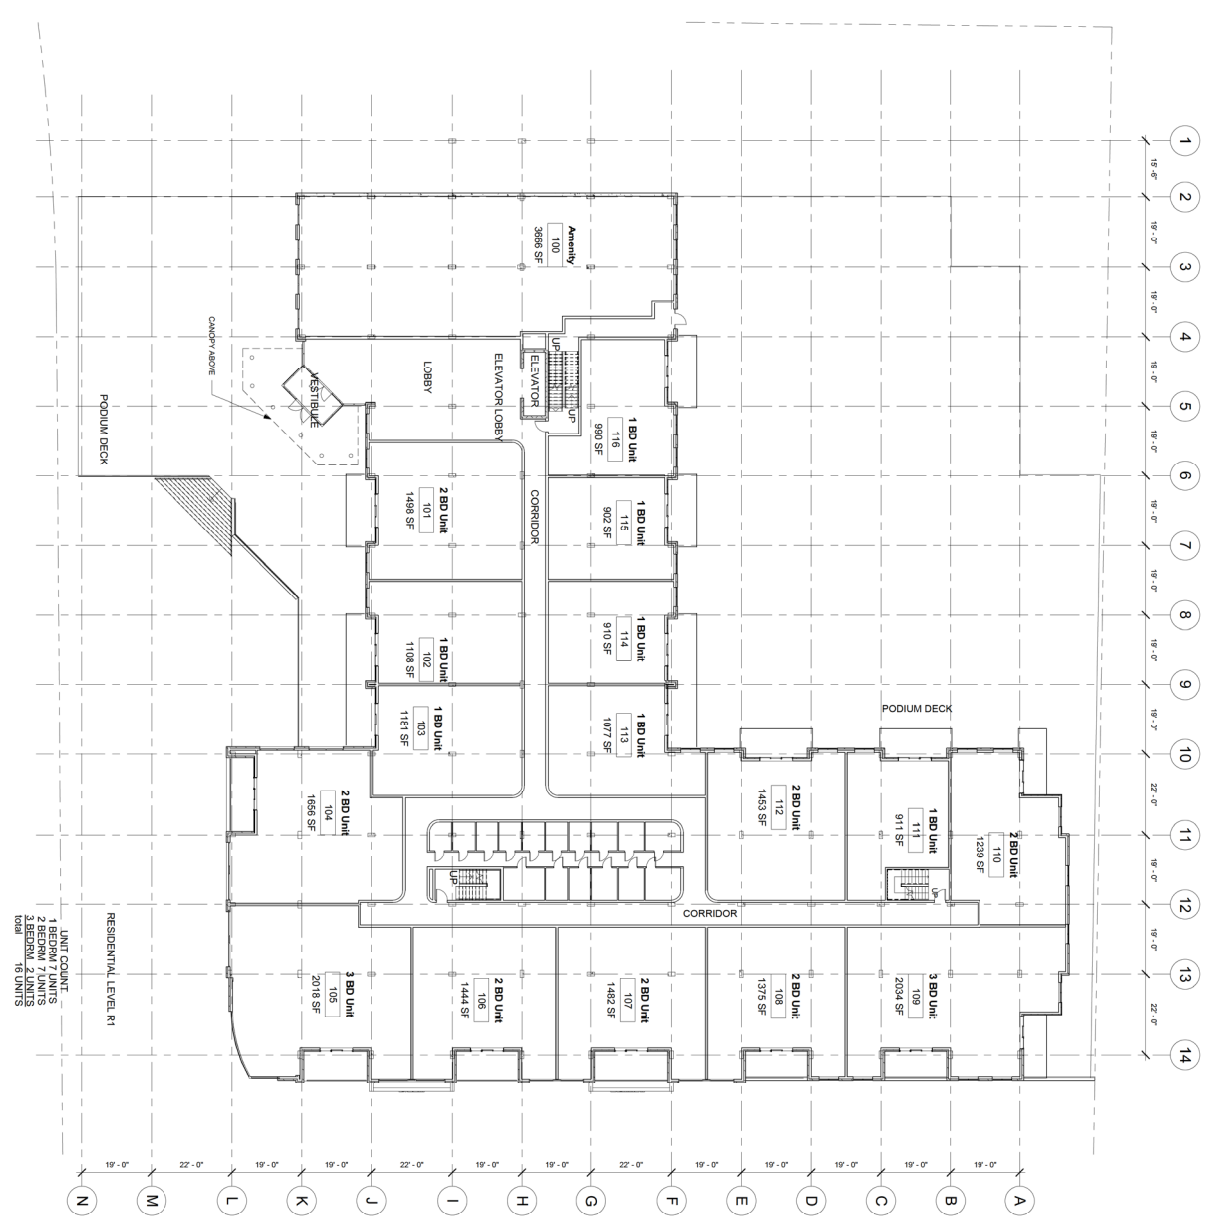 1
15' - 6"
2
19' - 0"
3
19' - 0"
4
19' - 0"
5
19' - 0"
6
19' - 0"
7
19' - 0"
8
19' - 0"
9
10
22' - 0"
11
19' - 0"
12
19' - 0"
13
22' - 0"
14
Amenity
100
3666 SF
UP
UP
ELEVATOR
ELEVATOR LOBBY
LOBBY
VESTIBULE
CANOPY ABOVE
PODIUM DECK
1 BD Unit
116
990 SF
2 BD Unit
101
1498 SF
CORRIDOR
1 BD Unit
115
902 SF
1 BD Unit
102
1108 SF
1 BD Unit
114
910 SF
1 BD Unit
103
1181 SF
1 BD Unit
113
1077 SF
PODIUM DECK
2 BD Unit
104
1656 SF
2 BD Unit
112
1453 SF
1 BD Unit
111
911 SF
2 BD Unit
110
1239 SF
UP
UP
CORRIDOR
3 BD Unit
105
2018 SF
2 BD Unit
106
1444 SF
2 BD Unit
107
1482 SF
2 BD Unit
108
1375 SF
3 BD Unit
109
2034 SF
RESIDENTIAL LEVEL R1
UNIT COUNT
1 BEDRM 7 UNITS
2 BEDRM 7 UNITS
3 BEDRM 2 UNITS
total 16 UNITS
19' - 0"
22' - 0"
19' - 0"
19' - 0"
22' - 0"
19' - 0"
19' - 0"
22' - 0"
19' - 0"
19' - 0"
19' - 0"
19' - 0"
19' - 0"
N
M
L
K
J
I
H
G
F
E
D
C
B
A